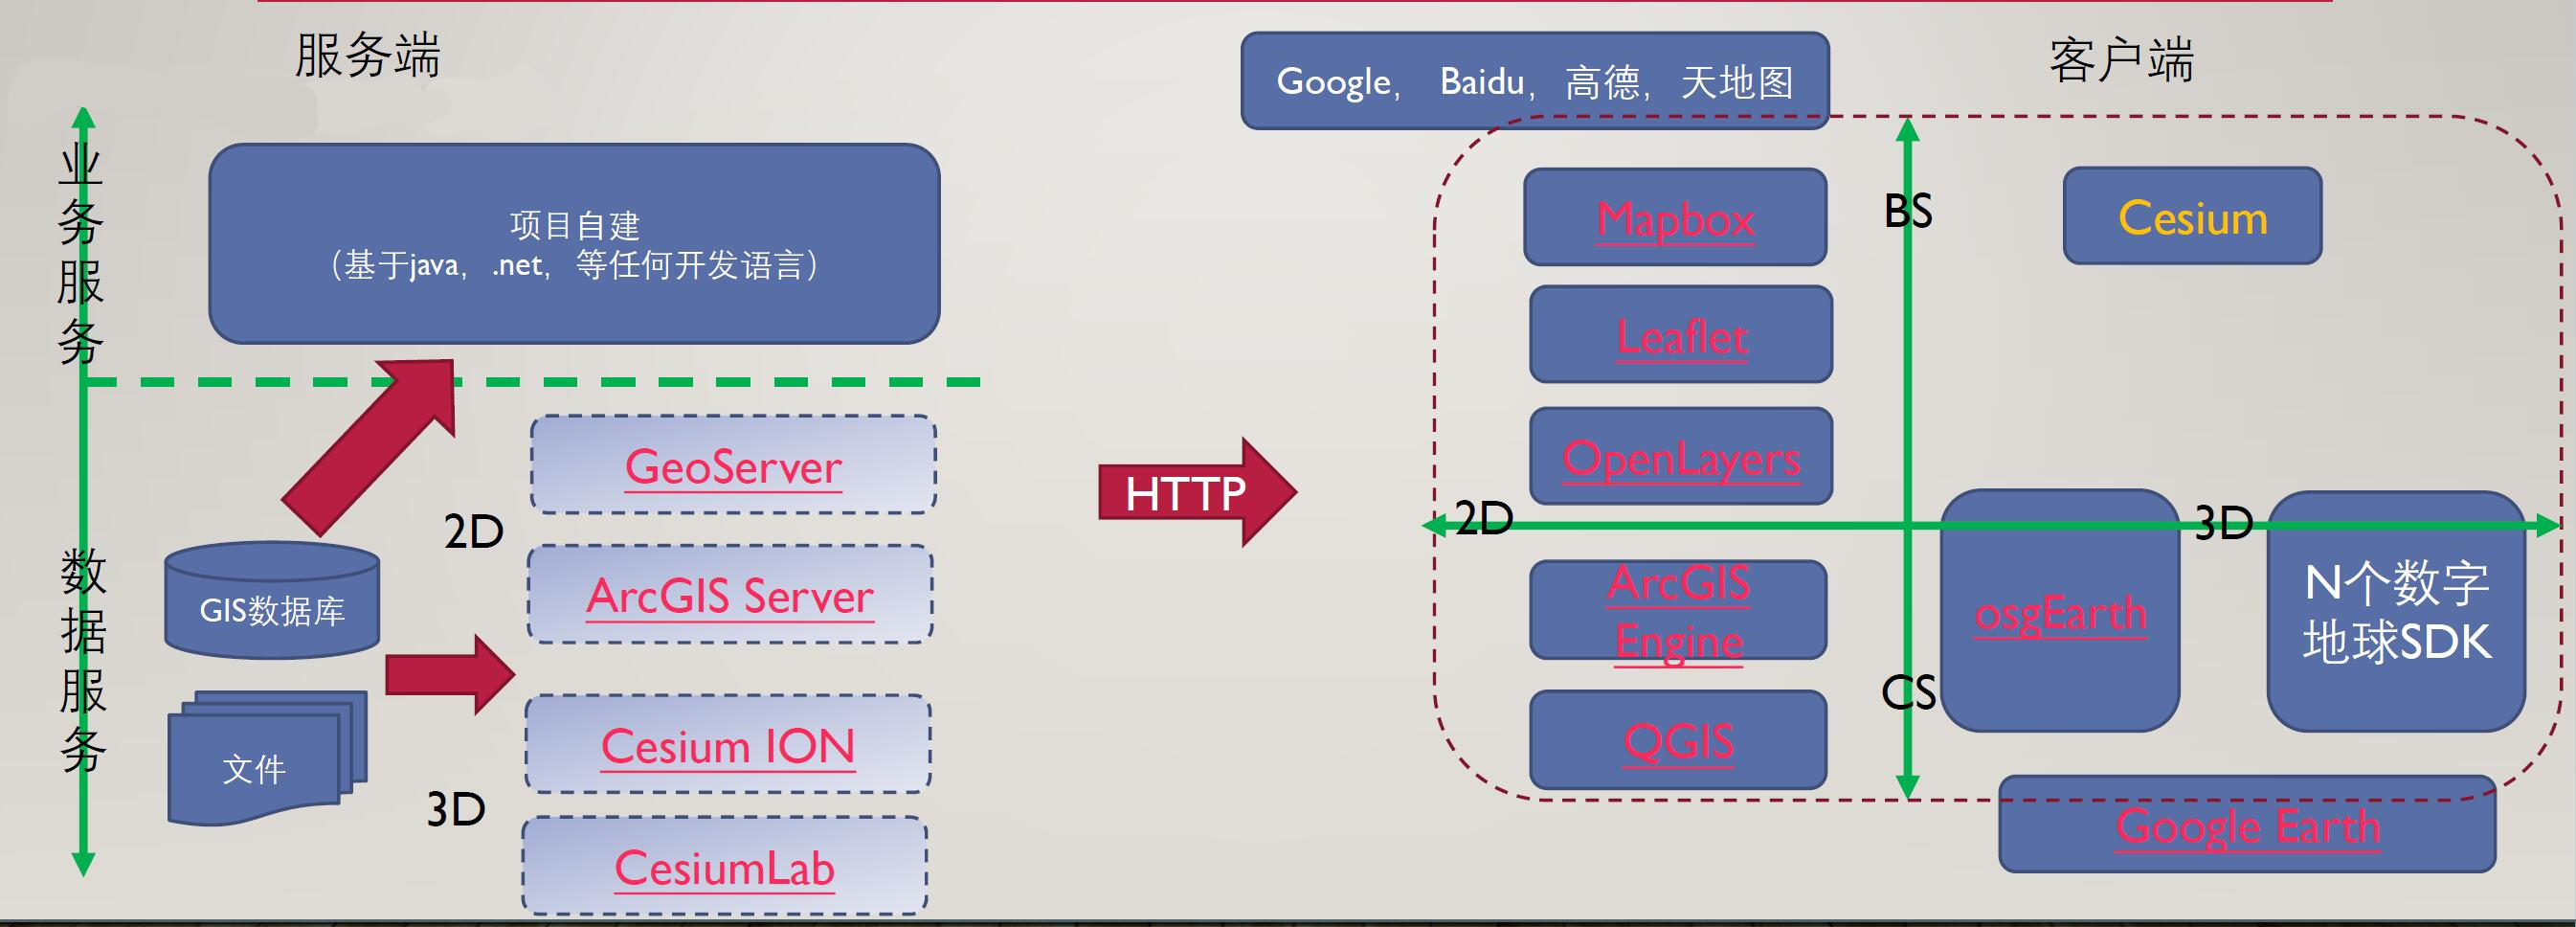 服务端
业务服务
项目自建
（基于java，.net，等任何开发语言）
数据服务
GIS数据库
文件
2D
GeoServer
ArcGIS Server
3D
Cesium ION
CesiumLab
HTTP
客户端
Google， Baidu，高德，天地图
BS
Mapbox
Leaflet
OpenLayers
Cesium
2D
3D
CS
ArcGIS
Engine
QGIS
osgEarth
N个数字
地球SDK
Google Earth